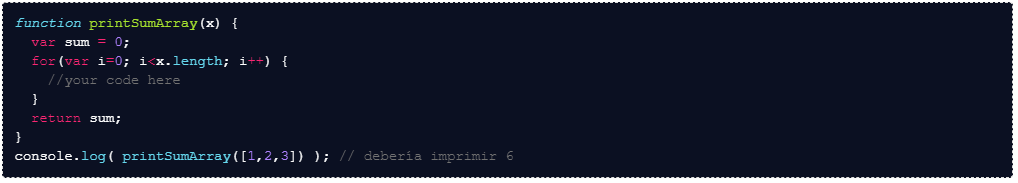 function printSumArray(x) {
  var sum = 0;
  for(var i=0; i<x.length; i++) {
    //your code here
  }
  return sum;
}
console.log( printSumArray([1,2,3]) ); // debería imprimir 6